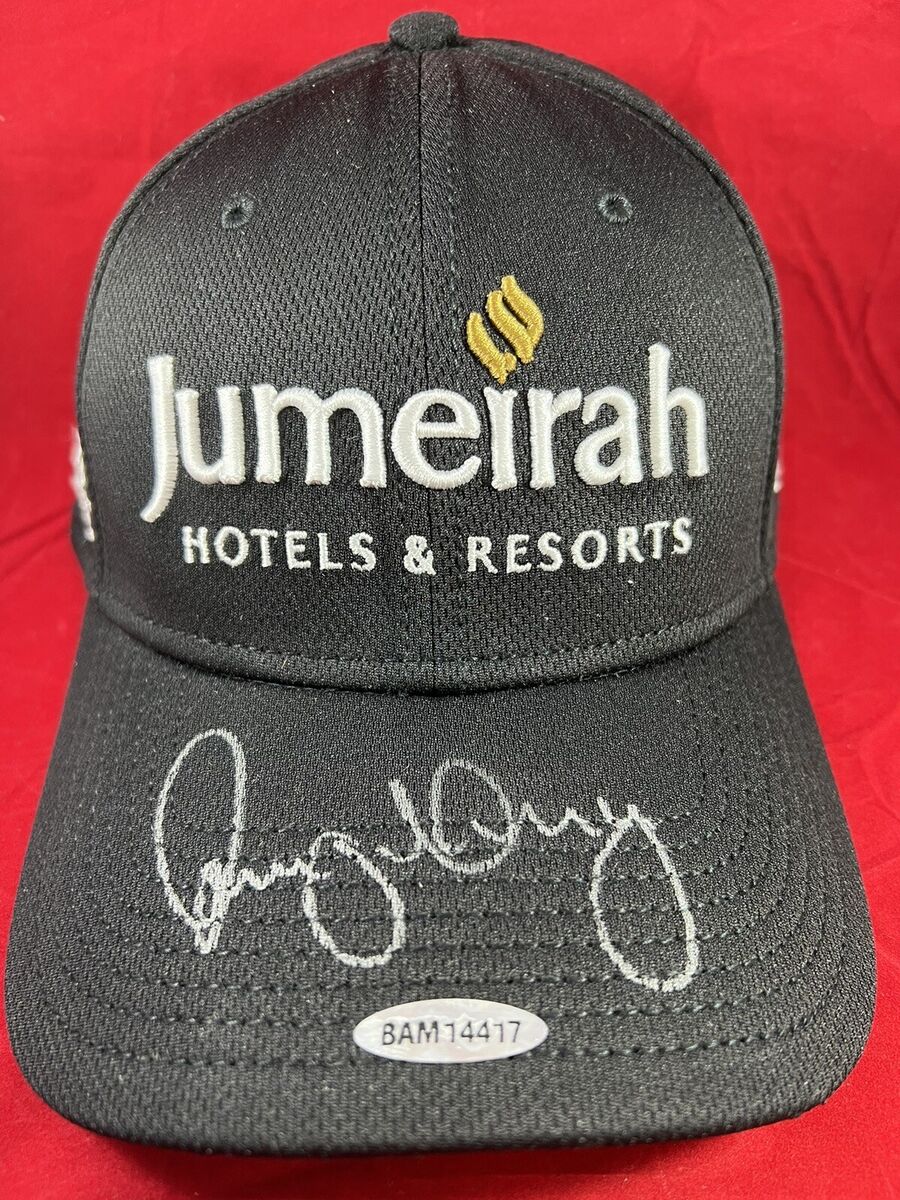 Jumeirah
HOTELS & RESORTS
BAM14417